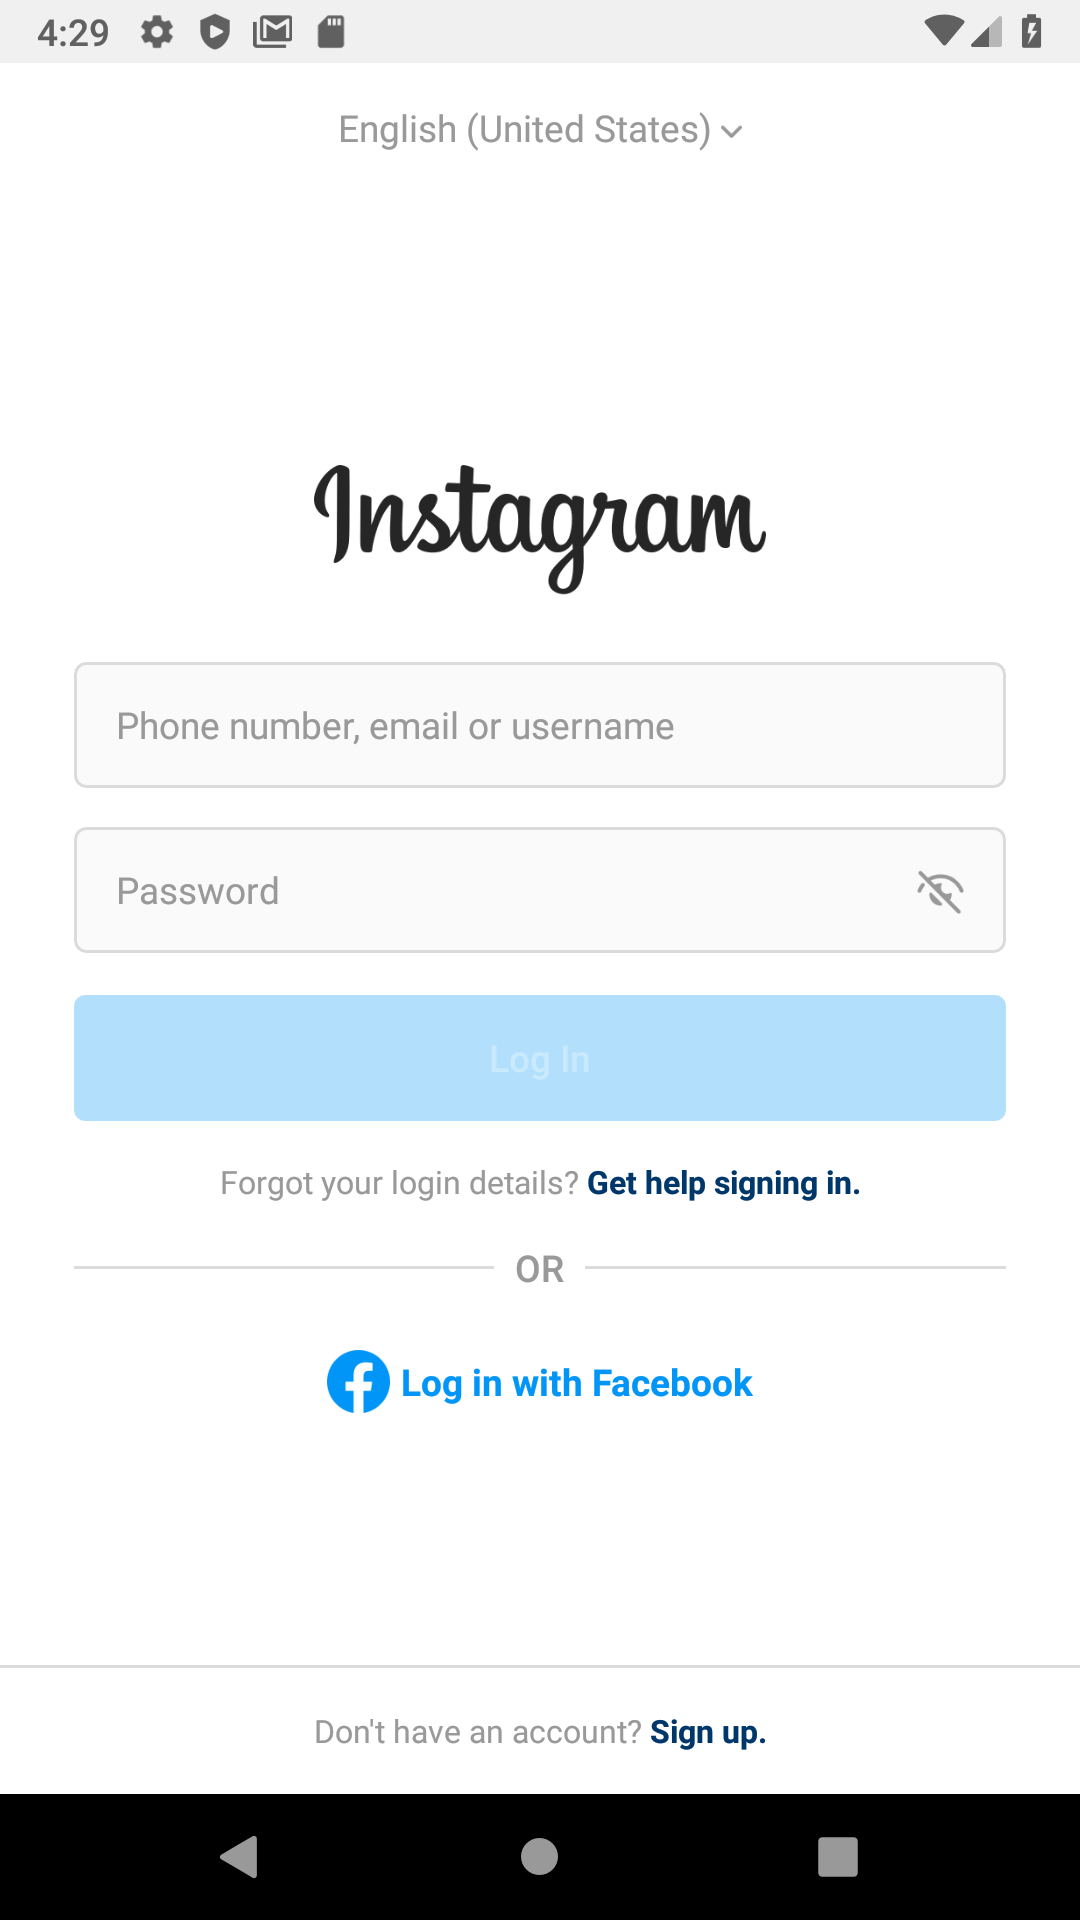 4:29
English (United States)
Instagram
Phone number, email or username
Password
Log In
Forgot your login details? Get help signing in.
OR
Log in with Facebook
Don't have an account? Sign up.